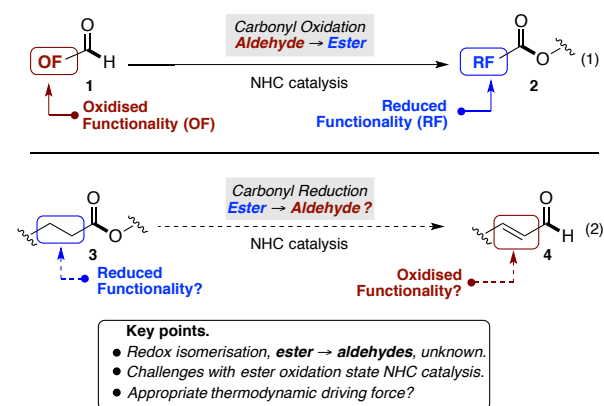 Carbonyl Oxidation
Aldehyde → Ester
OF
O
H
1
NHC catalysis
RF
O
O
2
(1)
Oxidised
Functionality (OF)
Reduced
Functionality (RF)
Carbonyl Reduction
Ester → Aldehyde ?
O
O
3
NHC catalysis
O
H
4
(2)
Reduced
Functionality?
Oxidised
Functionality?
Key points.
● Redox isomerisation, ester → aldehydes, unknown.
● Challenges with ester oxidation state NHC catalysis.
● Appropriate thermodynamic driving force?